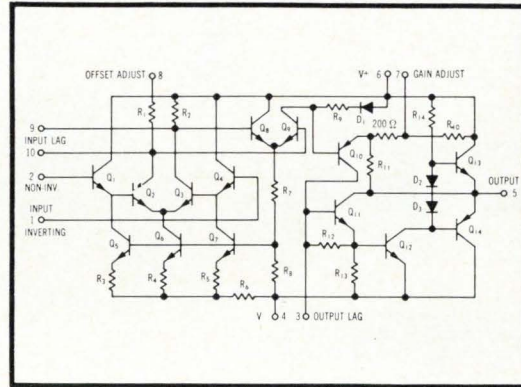 OFFSET ADJUST 8
V+ 6 7 GAIN ADJUST
R1 R2 R14
9 Q8 Q9 R9 D1 200 Ω R40
INPUT LAG
10 Q10 Q13
2 Q1 Q2 Q3 Q4 R11 D2 OUTPUT
NON-INV. R7 5
INPUT Q11 D3
1 Q14
INVERTING Q5 Q6 Q7 R12 Q12
R3 R4 R5 R8 R13
R6
V 4 3 OUTPUT LAG